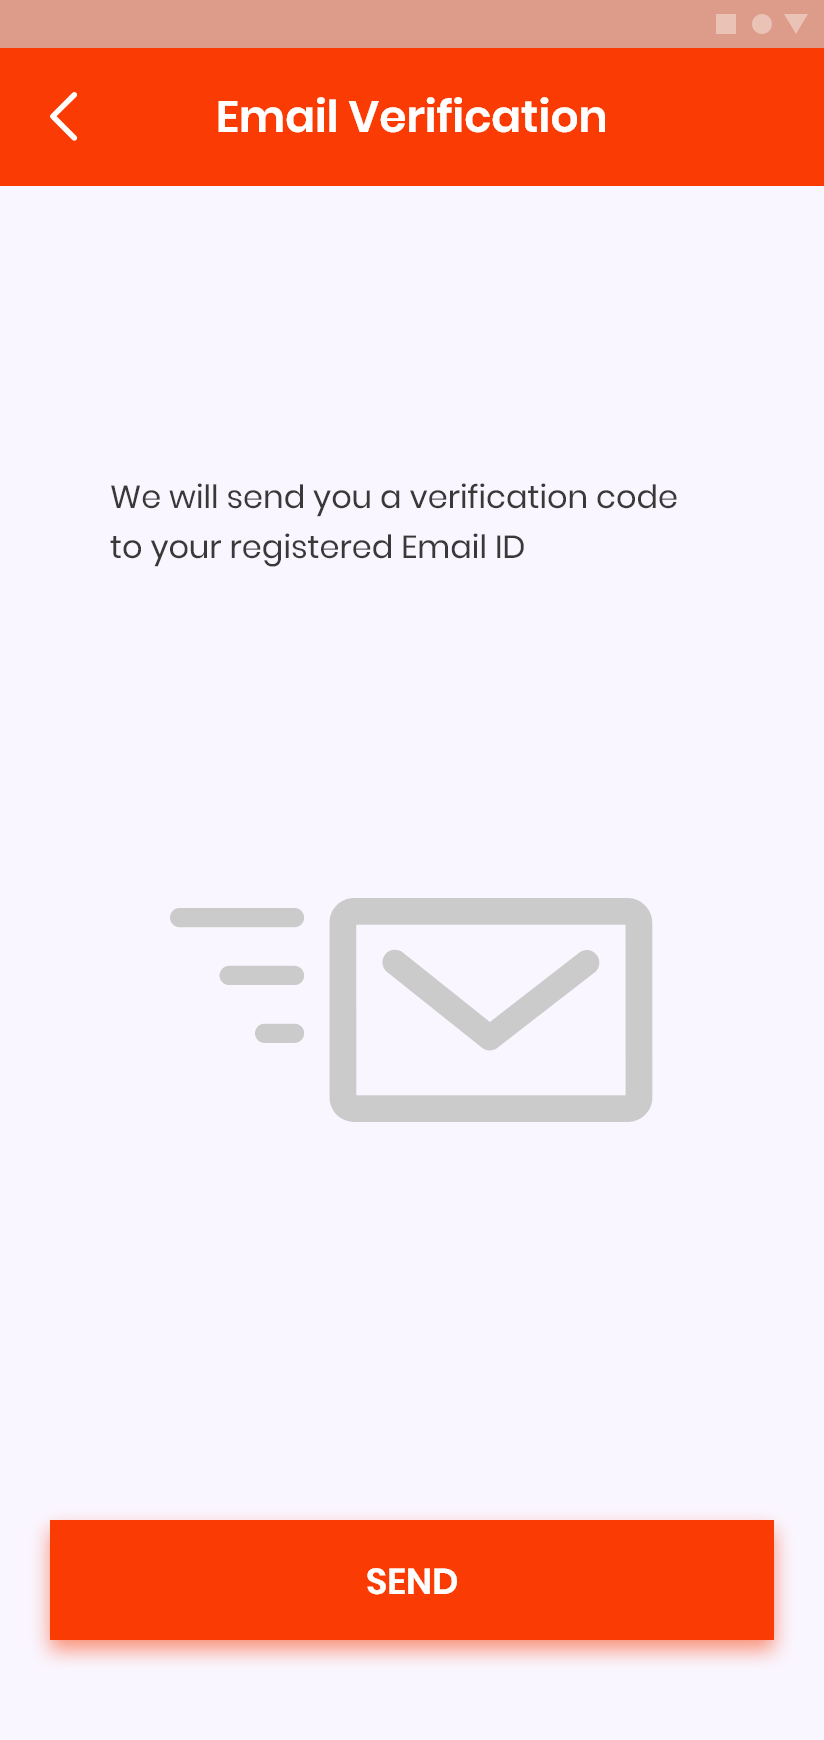 Email Verification
We will send you a verification code
to your registered Email ID
SEND